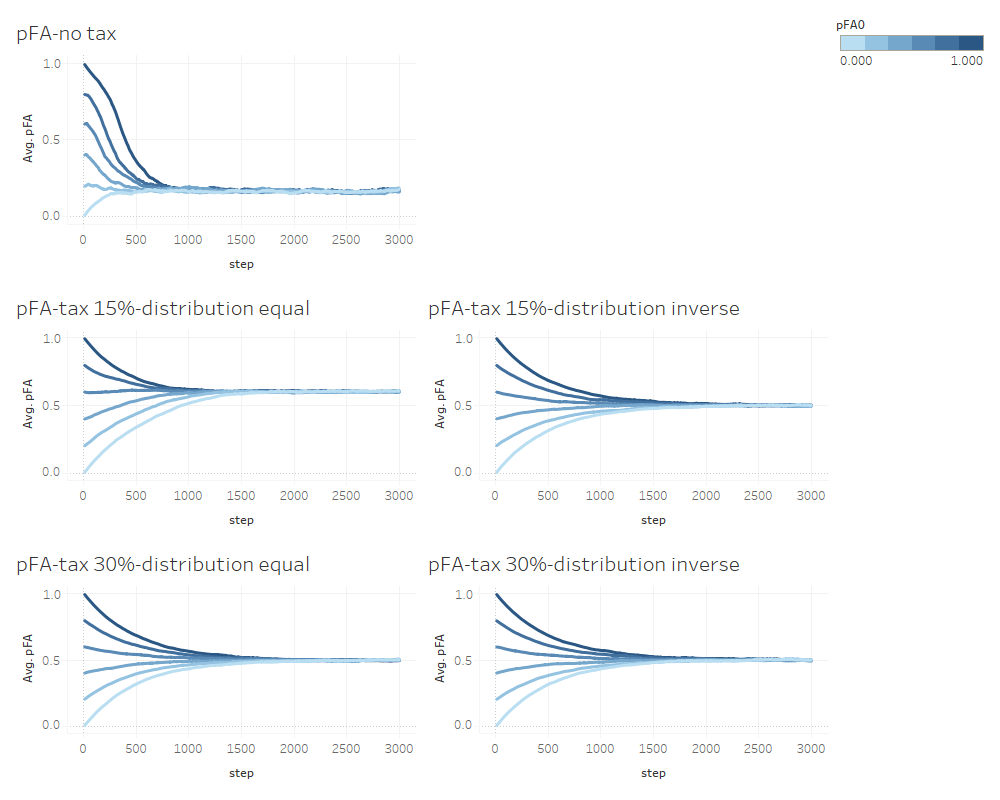 pFA-no tax
pFA0
0.000 1.000
1.0
0.5
0.0
Avg. pFA
0 500 1000 1500 2000 2500 3000
step
pFA-tax 15%-distribution equal
1.0
0.5
0.0
Avg. pFA
0 500 1000 1500 2000 2500 3000
step
pFA-tax 15%-distribution inverse
1.0
0.5
0.0
Avg. pFA
0 500 1000 1500 2000 2500 3000
step
pFA-tax 30%-distribution equal
1.0
0.5
0.0
Avg. pFA
0 500 1000 1500 2000 2500 3000
step
pFA-tax 30%-distribution inverse
1.0
0.5
0.0
Avg. pFA
0 500 1000 1500 2000 2500 3000
step